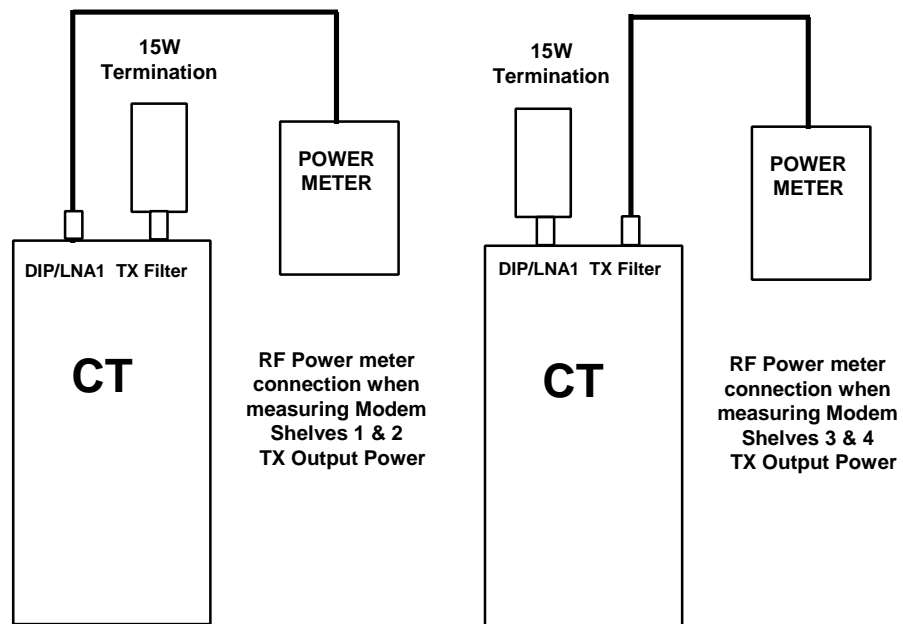 15W
Termination
POWER
METER
DIP/LNA1 TX Filter
CT
RF Power meter
connection when
measuring Modem
Shelves 1 & 2
TX Output Power
15W
Termination
POWER
METER
DIP/LNA1 TX Filter
CT
RF Power meter
connection when
measuring Modem
Shelves 3 & 4
TX Output Power